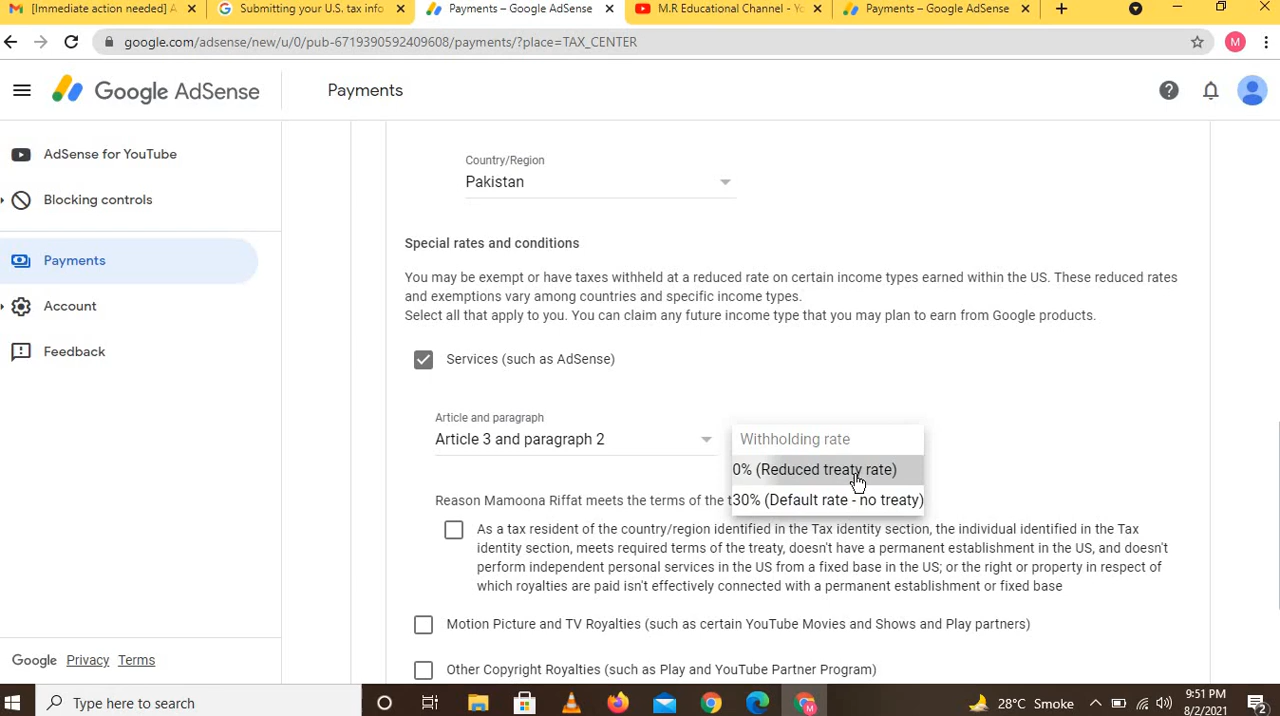 [Immediate action needed] A
Submitting your U.S. tax info
Payments – Google AdSense
M.R Educational Channel - Yo
Payments – Google AdSense
google.com/adsense/new/u/0/pub-6719390592409608/payments/?place=TAX_CENTER
M
Google AdSense
Payments
AdSense for YouTube
Blocking controls
Payments
Account
Feedback
Google Privacy Terms
Country/Region
Pakistan
Special rates and conditions
You may be exempt or have taxes withheld at a reduced rate on certain income types earned within the US. These reduced rates
and exemptions vary among countries and specific income types.
Select all that apply to you. You can claim any future income type that you may plan to earn from Google products.
Services (such as AdSense)
Article and paragraph
Article 3 and paragraph 2
Withholding rate
0% (Reduced treaty rate)
30% (Default rate - no treaty)
Reason Mamoona Riffat meets the terms of the t
As a tax resident of the country/region identified in the Tax identity section, the individual identified in the Tax
identity section, meets required terms of the treaty, doesn't have a permanent establishment in the US, and doesn't
perform independent personal services in the US from a fixed base in the US; or the right or property in respect of
which royalties are paid isn't effectively connected with a permanent establishment or fixed base
Motion Picture and TV Royalties (such as certain YouTube Movies and Shows and Play partners)
Other Copyright Royalties (such as Play and YouTube Partner Program)
Type here to search
28°C Smoke
9:51 PM
8/2/2021
2